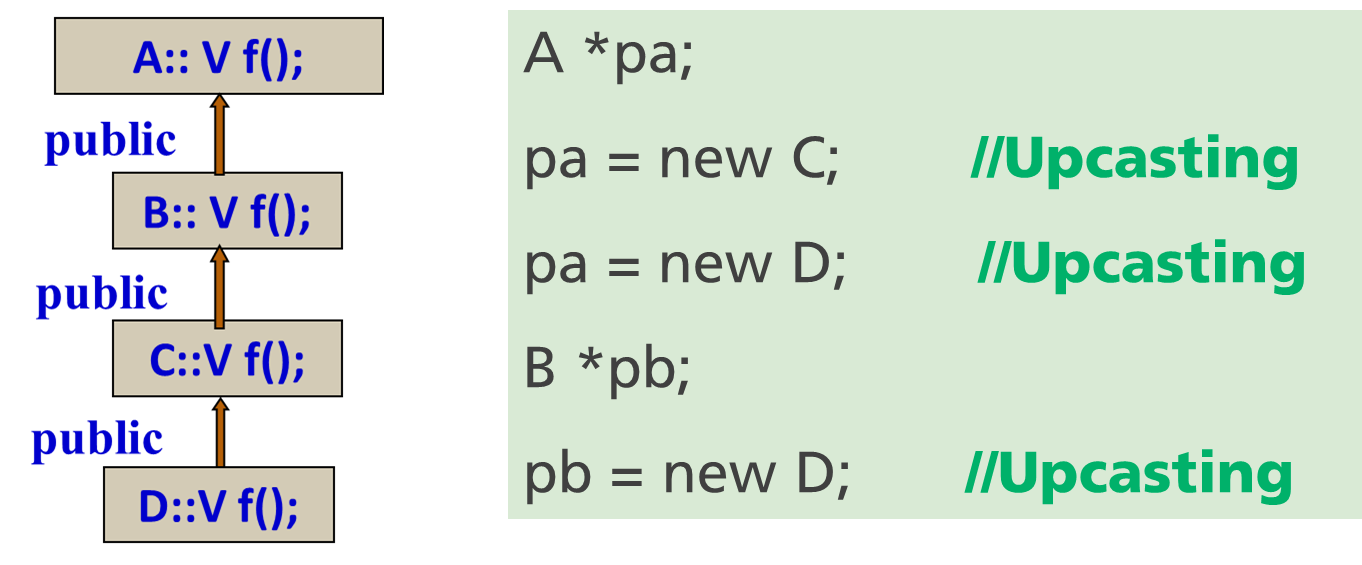 A:: V f();
public
B:: V f();
public
C::V f();
public
D::V f();
A *pa;
pa = new C; //Upcasting
pa = new D; //Upcasting
B *pb;
pb = new D; //Upcasting